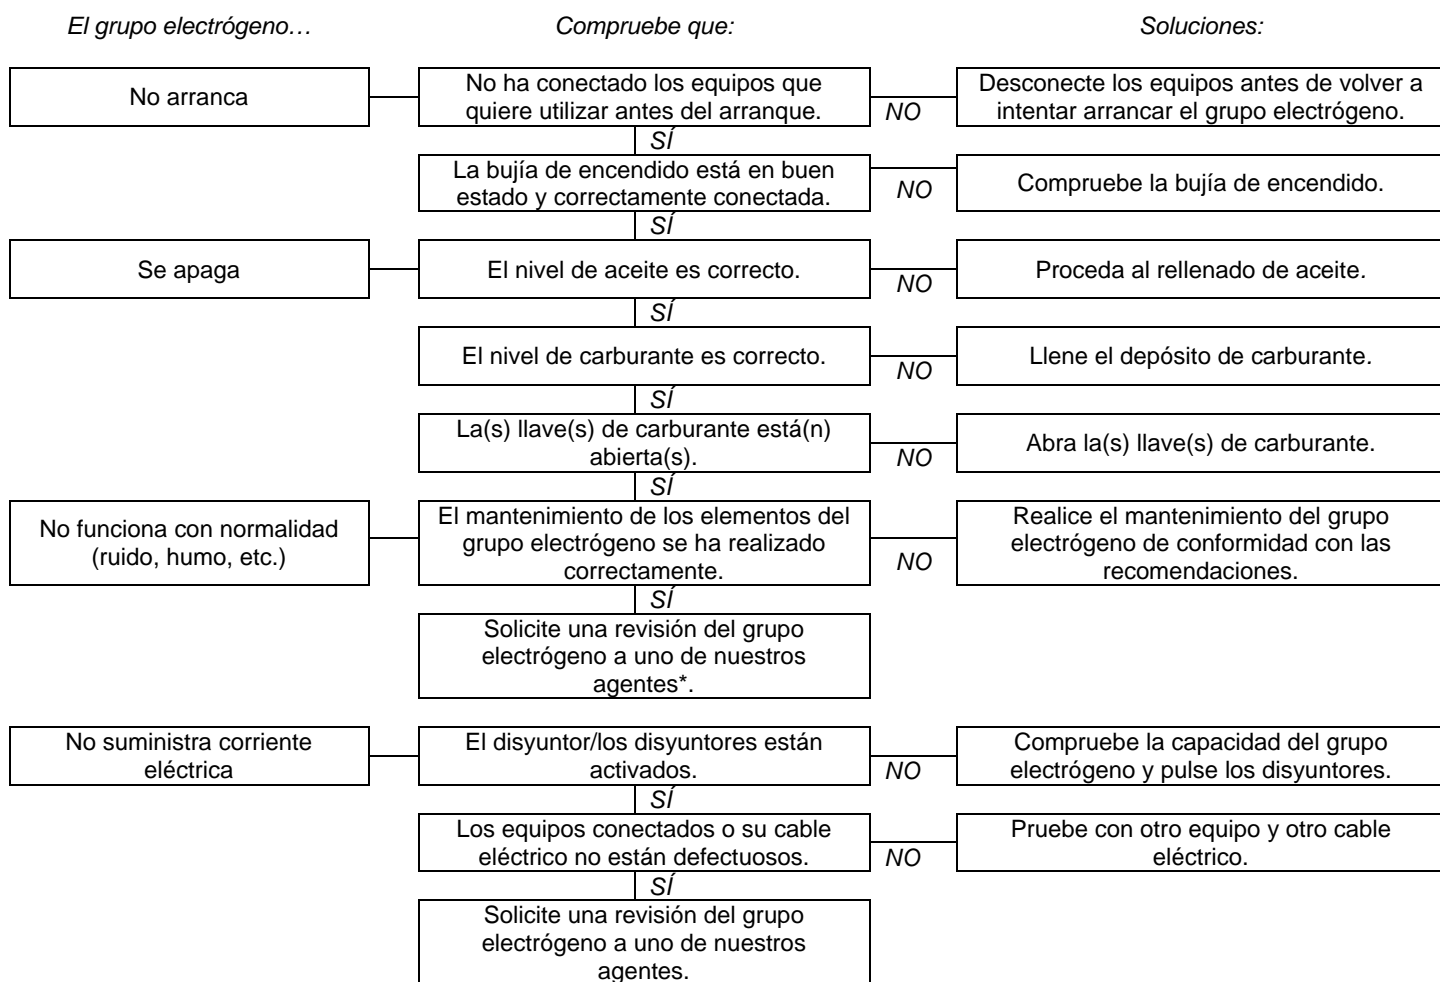 El grupo electrógeno…
Compruebe que:
Soluciones:
No arranca
No ha conectado los equipos que
quiere utilizar antes del arranque.
NO
Desconecte los equipos antes de volver a
intentar arrancar el grupo electrógeno.
SÍ
La bujía de encendido está en buen
estado y correctamente conectada.
NO
Compruebe la bujía de encendido.
SÍ
Se apaga
El nivel de aceite es correcto.
NO
Proceda al rellenado de aceite.
SÍ
El nivel de carburante es correcto.
NO
Llene el depósito de carburante.
SÍ
La(s) llave(s) de carburante está(n)
abierta(s).
NO
Abra la(s) llave(s) de carburante.
SÍ
No funciona con normalidad
(ruido, humo, etc.)
El mantenimiento de los elementos del
grupo electrógeno se ha realizado
correctamente.
NO
Realice el mantenimiento del grupo
electrógeno de conformidad con las
recomendaciones.
SÍ
Solicite una revisión del grupo
electrógeno a uno de nuestros
agentes*.
No suministra corriente
eléctrica
El disyuntor/los disyuntores están
activados.
NO
Compruebe la capacidad del grupo
electrógeno y pulse los disyuntores.
SÍ
Los equipos conectados o su cable
eléctrico no están defectuosos.
NO
Pruebe con otro equipo y otro cable
eléctrico.
SÍ
Solicite una revisión del grupo
electrógeno a uno de nuestros
agentes.